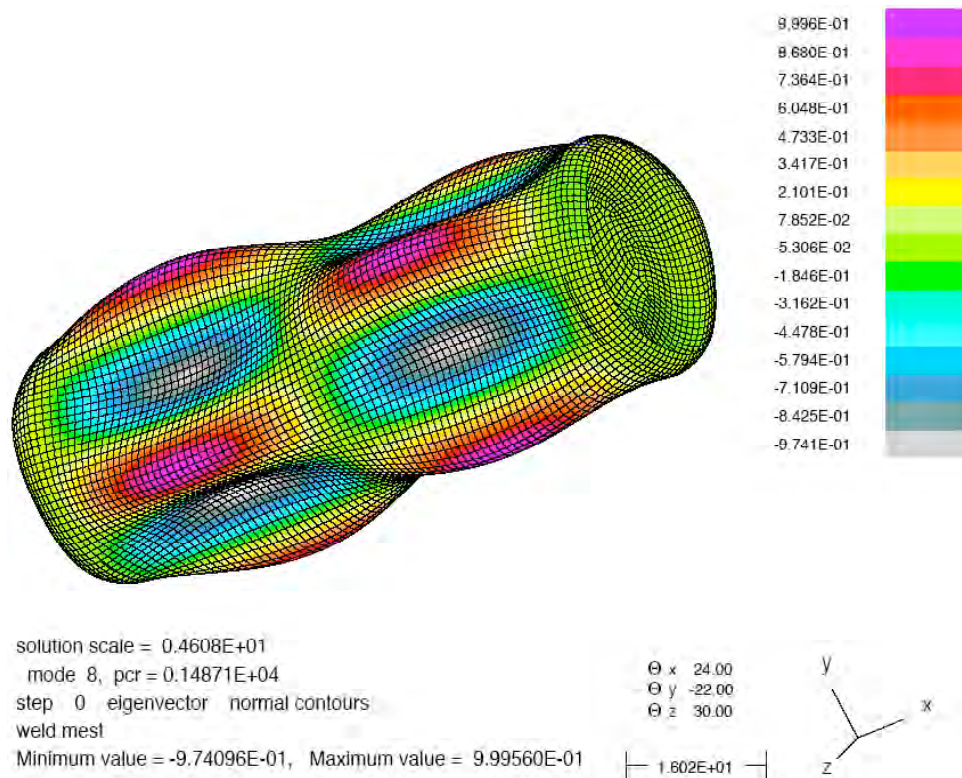 9.996E-01
8.680E-01
7.364E-01
6.048E-01
4.733E-01
3.417E-01
2.101E-01
7.852E-02
-5.306E-02
-1.846E-01
-3.162E-01
-4.478E-01
-5.794E-01
-7.109E-01
-8.425E-01
-9.741E-01
solution scale = 0.4608E+01
mode 8, pcr = 0.14871E+04
step 0 eigenvector normal contours
weld mest
Minimum value = -9.74096E-01, Maximum value = 9.99560E-01
Θ x 24.00
Θ y -22.00
Θ z 30.00
1.602E+01
y
x
z